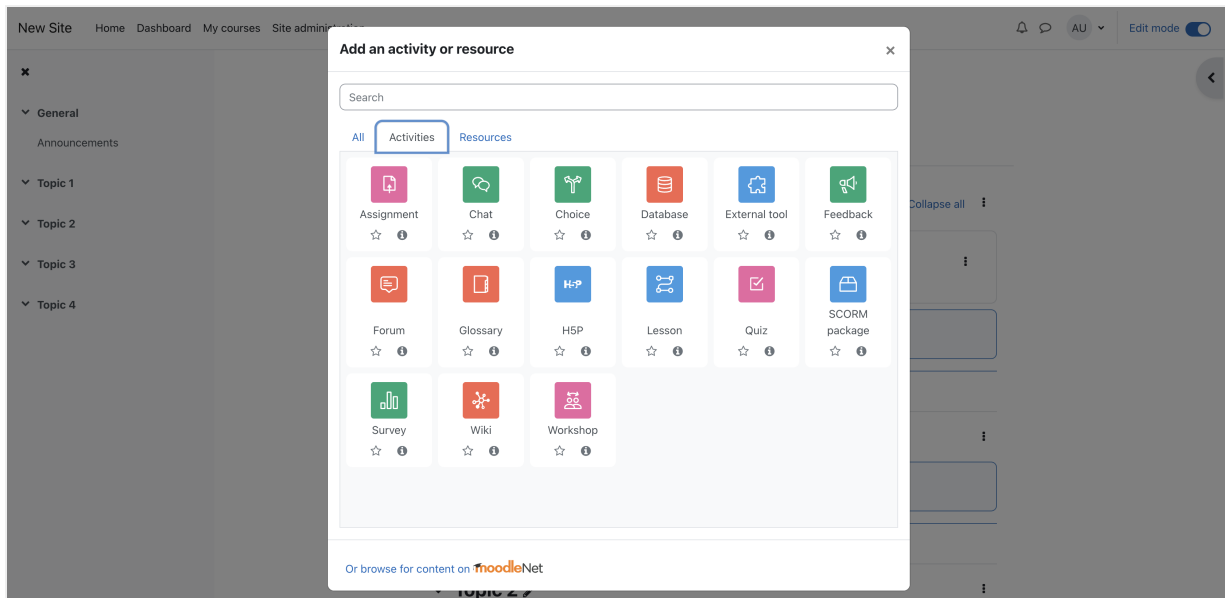 New Site Home Dashboard My courses Site administration AU Edit mode
Add an activity or resource
Search
All Activities Resources
General
Announcements
Topic 1
Topic 2
Topic 3
Topic 4
Assignment Chat Choice Database External tool Feedback
Forum Glossary H-P H5P Lesson Quiz SCORM package
Survey Wiki Workshop
Collapse all
Or browse for content on moodleNet
Topic 2